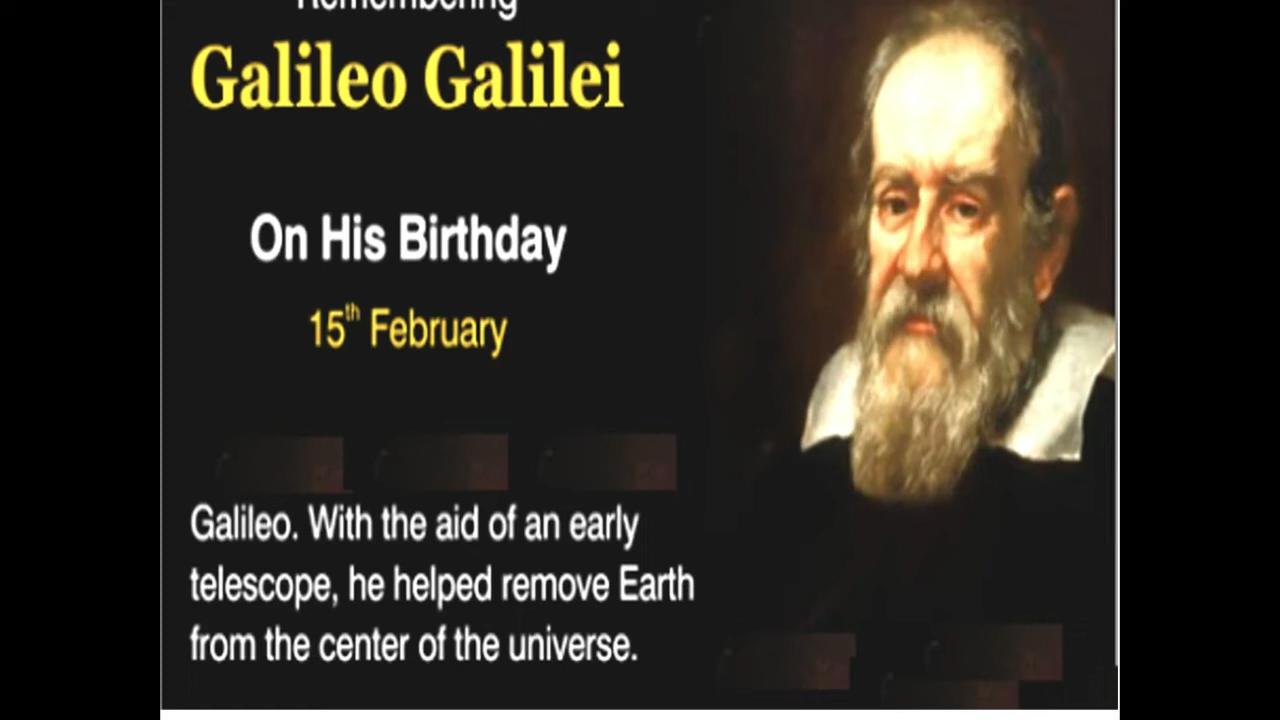 Remembering
Galileo Galilei
On His Birthday
15th February
Galileo. With the aid of an early
telescope, he helped remove Earth
from the center of the universe.